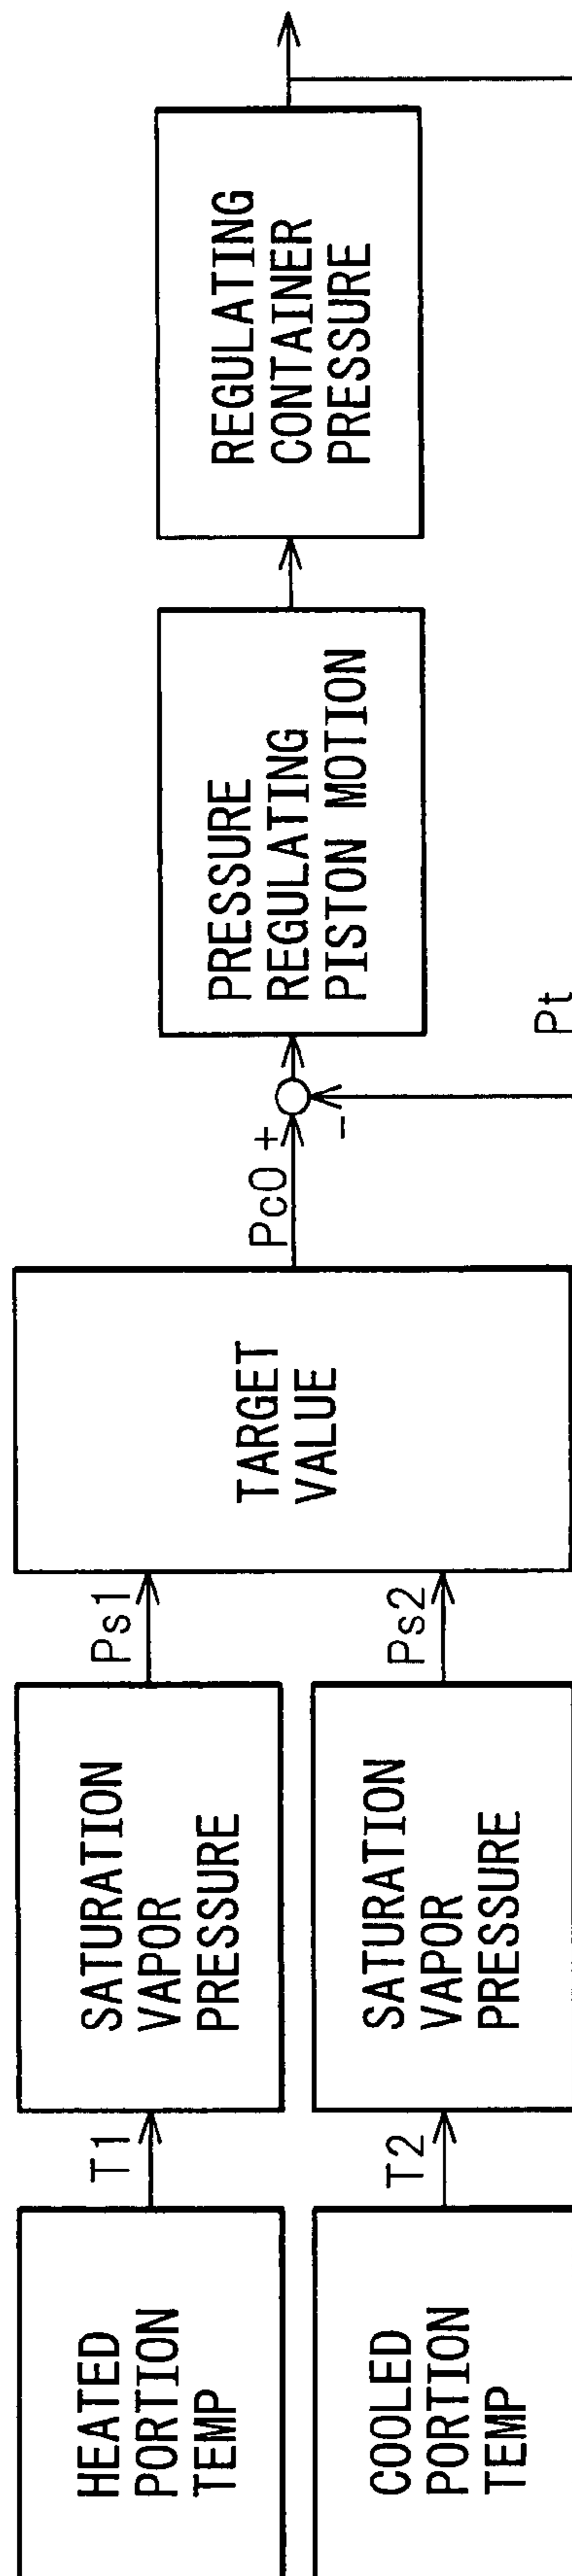 HEATED
PORTION
TEMP
T1
SATURATION
VAPOR
PRESSURE
Ps1
COOLED
PORTION
TEMP
T2
SATURATION
VAPOR
PRESSURE
Ps2
TARGET
VALUE
Pc0
+
-
PRESSURE
REGULATING
PISTON MOTION
REGULATING
CONTAINER
PRESSURE
Pt